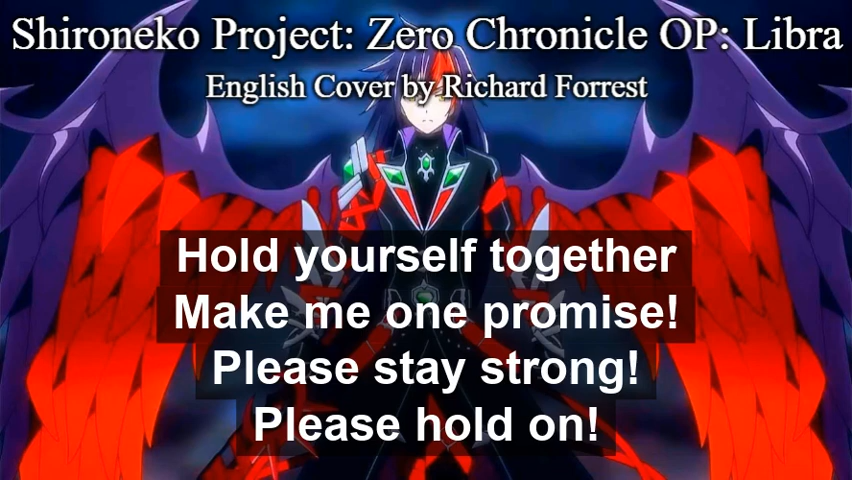 Shironeko Project: Zero Chronicle OP: Libra
English Cover by Richard Forrest
Hold yourself together
Make me one promise!
Please stay strong!
Please hold on!